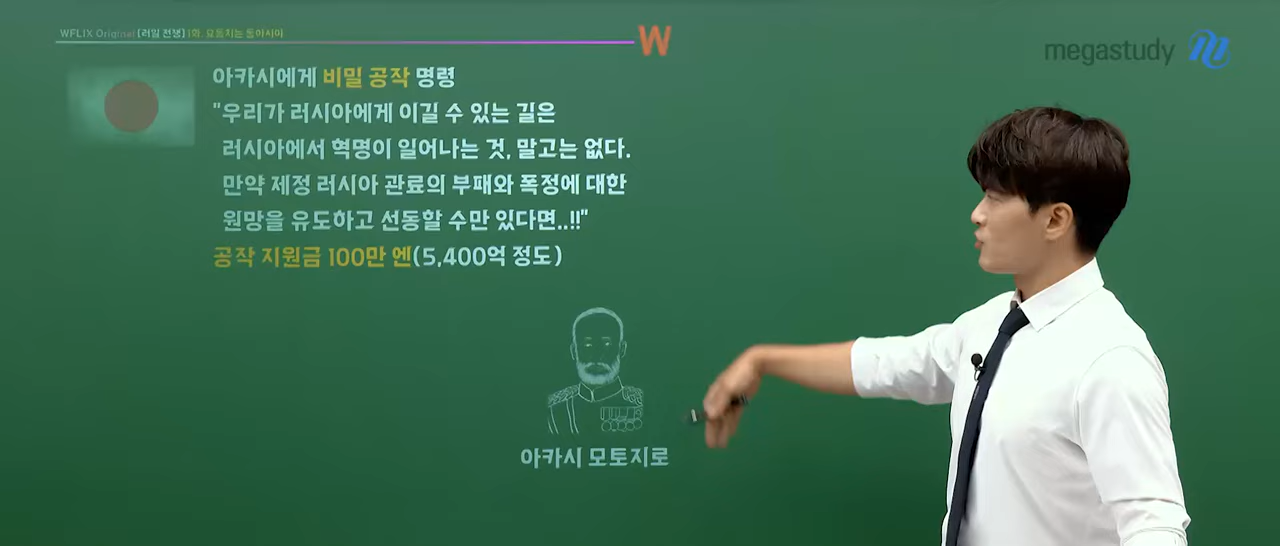 WFLIX Original [러일 전쟁] 1화. 요동치는 동아시아
W
megastudy
아카시에게 비밀 공작 명령
"우리가 러시아에게 이길 수 있는 길은
러시아에서 혁명이 일어나는 것, 말고는 없다.
만약 제정 러시아 관료의 부패와 폭정에 대한
원망을 유도하고 선동할 수만 있다면..!!"
공작 지원금 100만 엔(5,400억 정도)
아카시 모토지로